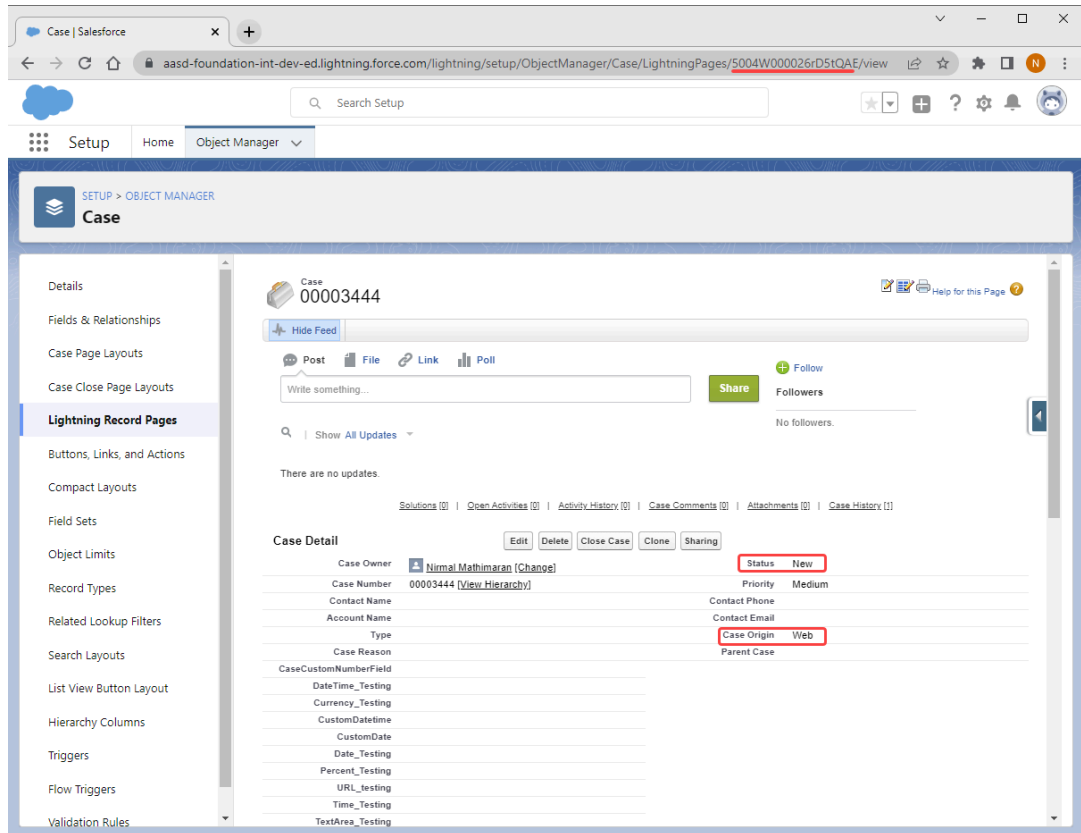 Case | Salesforce
aasd-foundation-int-dev-ed.lightning.force.com/lightning/setup/ObjectManager/Case/LightningPages/5004W000026rD5tQAE/view
N
Search Setup
Setup
Home
Object Manager
SETUP > OBJECT MANAGER
Case
Details
Fields & Relationships
Case Page Layouts
Case Close Page Layouts
Lightning Record Pages
Buttons, Links, and Actions
Compact Layouts
Field Sets
Object Limits
Record Types
Related Lookup Filters
Search Layouts
List View Button Layout
Hierarchy Columns
Triggers
Flow Triggers
Validation Rules
Case
00003444
Help for this Page
Hide Feed
Post File Link Poll
Write something...
Share
Follow
Followers
No followers.
Show All Updates
There are no updates.
Solutions [0] | Open Activities [0] | Activity History [0] | Case Comments [0] | Attachments [0] | Case History [1]
Case Detail
Edit Delete Close Case Clone Sharing
Case Owner Nirmal Mathimaran [Change] Status New
Case Number 00003444 [View Hierarchy] Priority Medium
Contact Name Contact Phone
Account Name Contact Email
Type Case Origin Web
Case Reason Parent Case
CaseCustomNumberField
DateTime_Testing
Currency_Testing
CustomDatetime
CustomDate
Date_Testing
Percent_Testing
URL_testing
Time_Testing
TextArea_Testing